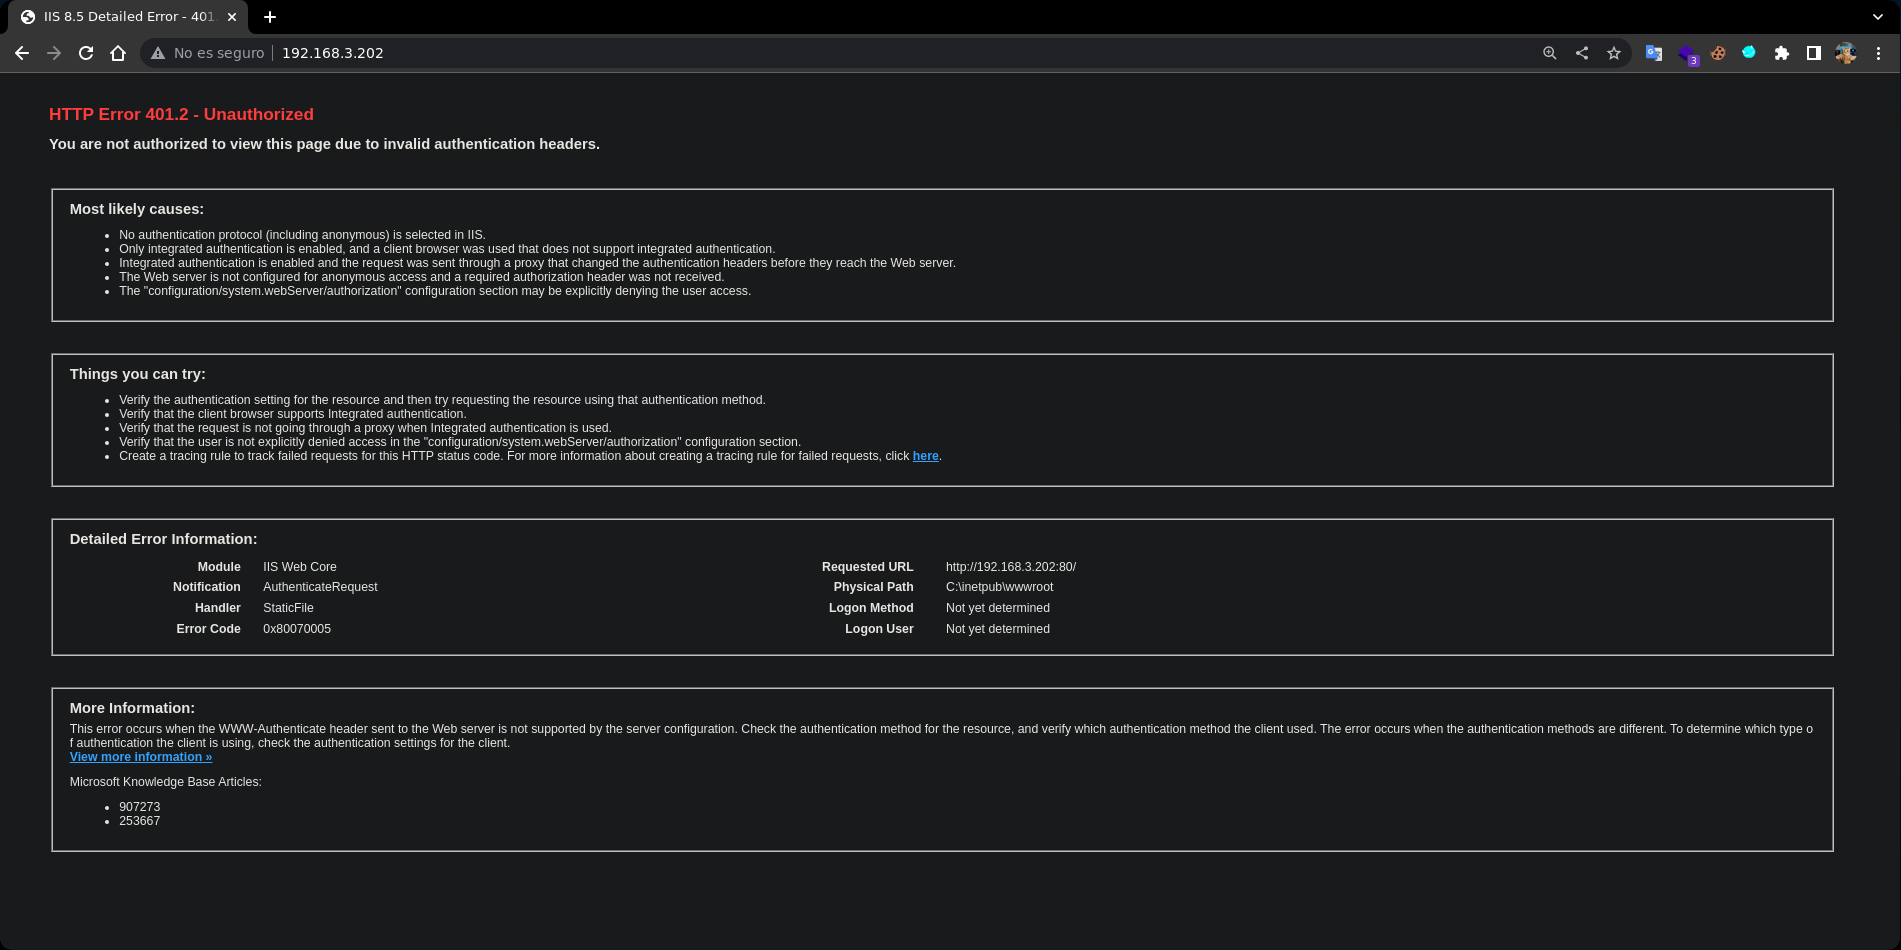 IIS 8.5 Detailed Error - 401.
No es seguro 192.168.3.202
3
HTTP Error 401.2 - Unauthorized
You are not authorized to view this page due to invalid authentication headers.
Most likely causes:
No authentication protocol (including anonymous) is selected in IIS.
Only integrated authentication is enabled, and a client browser was used that does not support integrated authentication.
Integrated authentication is enabled and the request was sent through a proxy that changed the authentication headers before they reach the Web server.
The Web server is not configured for anonymous access and a required authorization header was not received.
The "configuration/system.webServer/authorization" configuration section may be explicitly denying the user access.
Things you can try:
Verify the authentication setting for the resource and then try requesting the resource using that authentication method.
Verify that the client browser supports Integrated authentication.
Verify that the request is not going through a proxy when Integrated authentication is used.
Verify that the user is not explicitly denied access in the "configuration/system.webServer/authorization" configuration section.
Create a tracing rule to track failed requests for this HTTP status code. For more information about creating a tracing rule for failed requests, click here.
Detailed Error Information:
Module IIS Web Core
Notification AuthenticateRequest
Handler StaticFile
Error Code 0x80070005
Requested URL http://192.168.3.202:80/
Physical Path C:\inetpub\wwwroot
Logon Method Not yet determined
Logon User Not yet determined
More Information:
This error occurs when the WWW-Authenticate header sent to the Web server is not supported by the server configuration. Check the authentication method for the resource, and verify which authentication method the client used. The error occurs when the authentication methods are different. To determine which type o
f authentication the client is using, check the authentication settings for the client.
View more information »
Microsoft Knowledge Base Articles:
907273
253667